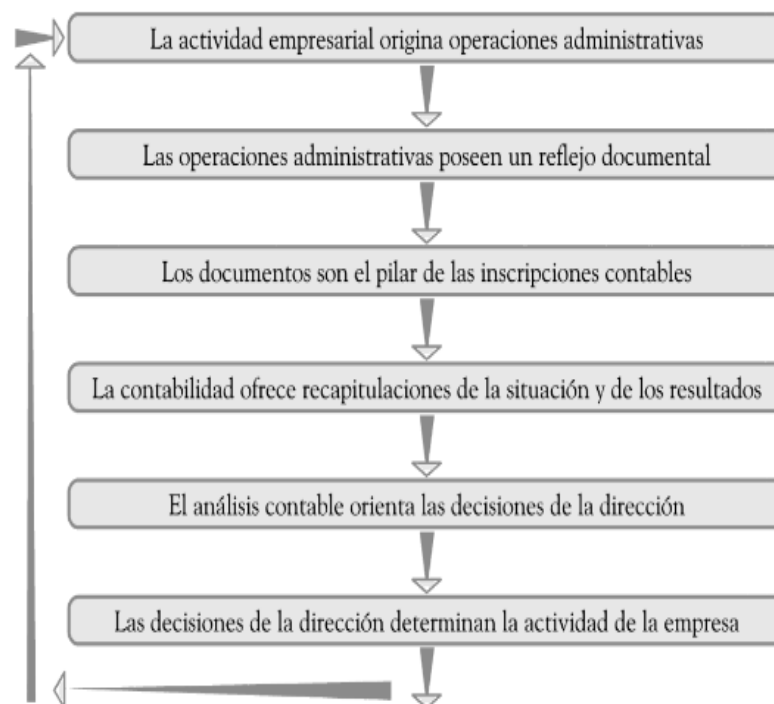 La actividad empresarial origina operaciones administrativas
Las operaciones administrativas poseen un reflejo documental
Los documentos son el pilar de las inscripciones contables
La contabilidad ofrece recapitulaciones de la situación y de los resultados
El análisis contable orienta las decisiones de la dirección
Las decisiones de la dirección determinan la actividad de la empresa